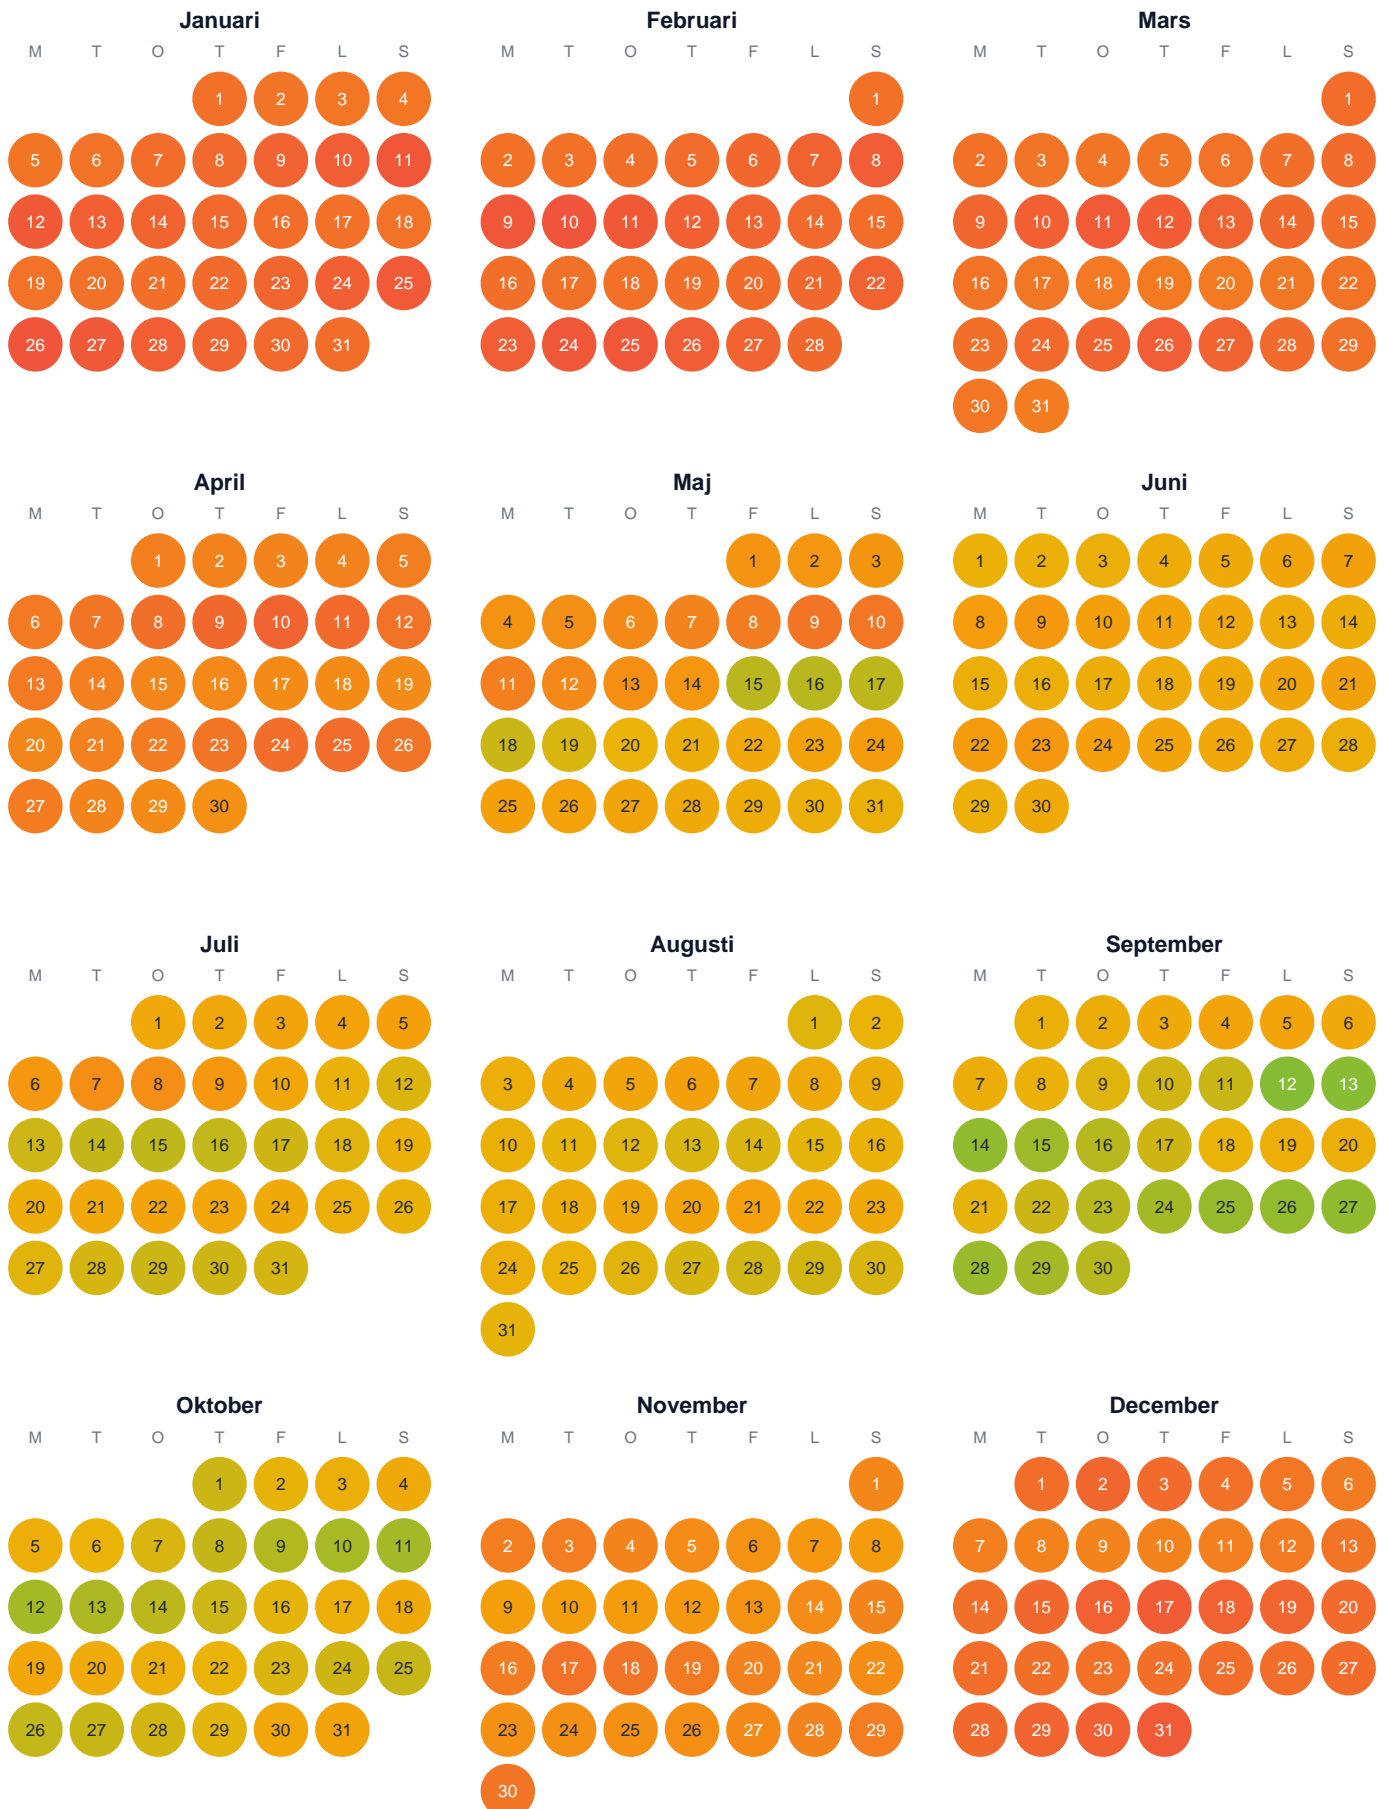 Januari Februari Mars
M T O T F L S M T O T F L S M T O T F L S
1 2 3 4 1 1
5 6 7 8 9 10 11 2 3 4 5 6 7 8 2 3 4 5 6 7 8
12 13 14 15 16 17 18 9 10 11 12 13 14 15 9 10 11 12 13 14 15
19 20 21 22 23 24 25 16 17 18 19 20 21 22 16 17 18 19 20 21 22
26 27 28 29 30 31 23 24 25 26 27 28 23 24 25 26 27 28 29
30 31
April Maj Juni
M T O T F L S M T O T F L S M T O T F L S
1 2 3 4 5 1 2 3 1 2 3 4 5 6 7
6 7 8 9 10 11 12 4 5 6 7 8 9 10 8 9 10 11 12 13 14
13 14 15 16 17 18 19 11 12 13 14 15 16 17 15 16 17 18 19 20 21
20 21 22 23 24 25 26 18 19 20 21 22 23 24 22 23 24 25 26 27 28
27 28 29 30 25 26 27 28 29 30 31 29 30
Juli Augusti September
M T O T F L S M T O T F L S M T O T F L S
1 2 3 4 5 1 2 1 2 3 4 5 6
6 7 8 9 10 11 12 3 4 5 6 7 8 9 7 8 9 10 11 12 13
13 14 15 16 17 18 19 10 11 12 13 14 15 16 14 15 16 17 18 19 20
20 21 22 23 24 25 26 17 18 19 20 21 22 23 21 22 23 24 25 26 27
27 28 29 30 31 24 25 26 27 28 29 30 28 29 30
31
Oktober November December
M T O T F L S M T O T F L S M T O T F L S
1 2 3 4 1 1 2 3 4 5 6
5 6 7 8 9 10 11 2 3 4 5 6 7 8 7 8 9 10 11 12 13
12 13 14 15 16 17 18 9 10 11 12 13 14 15 14 15 16 17 18 19 20
19 20 21 22 23 24 25 16 17 18 19 20 21 22 21 22 23 24 25 26 27
26 27 28 29 30 31 23 24 25 26 27 28 29 28 29 30 31
30